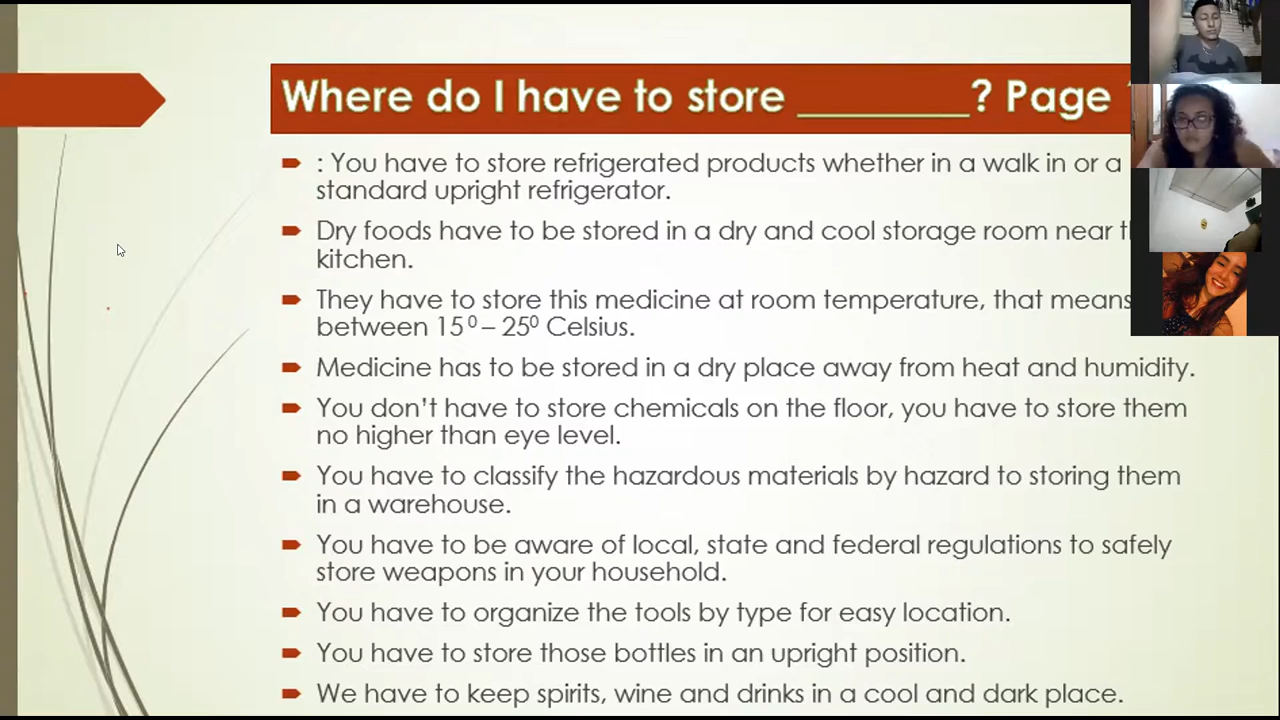 Where do I have to store ________? Page
: You have to store refrigerated products whether in a walk in or a
standard upright refrigerator.
Dry foods have to be stored in a dry and cool storage room near
kitchen.
They have to store this medicine at room temperature, that means
between 15⁰ – 25⁰ Celsius.
Medicine has to be stored in a dry place away from heat and humidity.
You don't have to store chemicals on the floor, you have to store them
no higher than eye level.
You have to classify the hazardous materials by hazard to storing them
in a warehouse.
You have to be aware of local, state and federal regulations to safely
store weapons in your household.
You have to organize the tools by type for easy location.
You have to store those bottles in an upright position.
We have to keep spirits, wine and drinks in a cool and dark place.